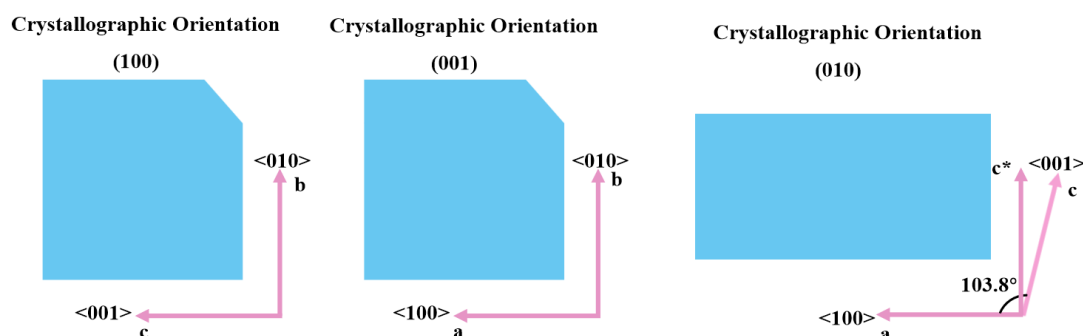 Crystallographic Orientation
(100)
<010>
b
<001>
c
Crystallographic Orientation
(001)
<010>
b
<100>
a
Crystallographic Orientation
(010)
c* <001>
c
103.8°
<100>
a